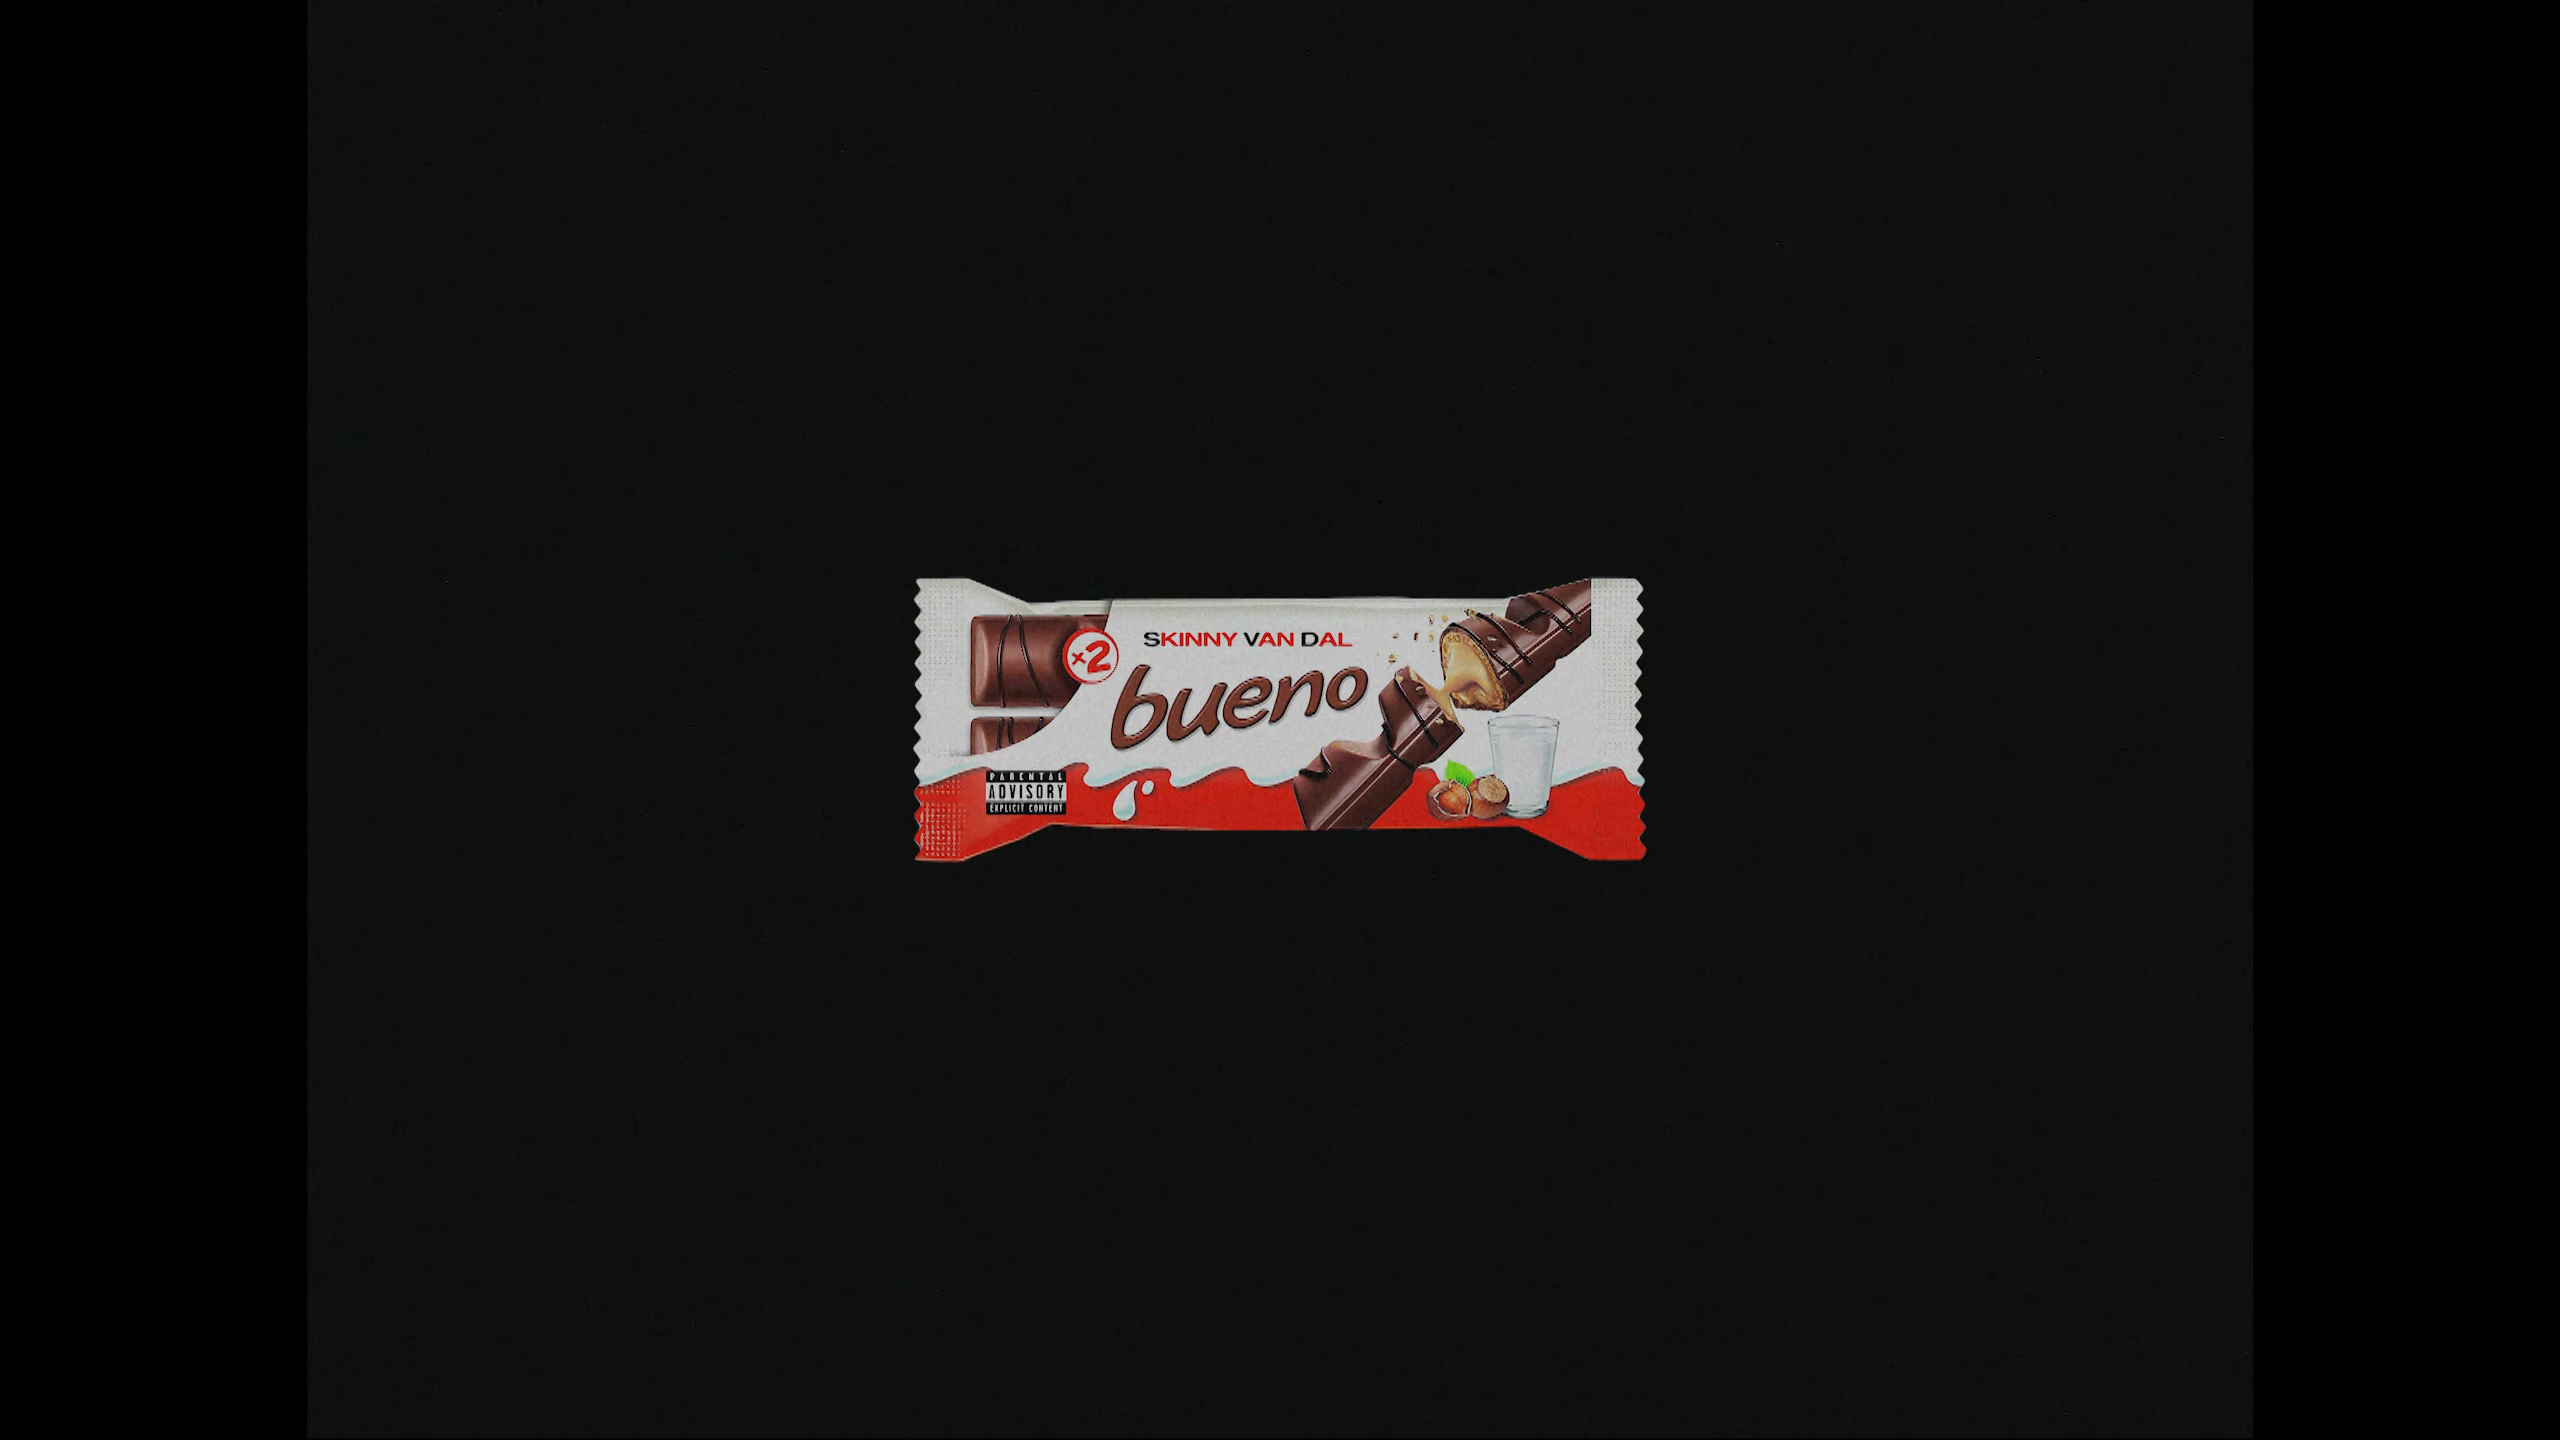 ×2
SKINNY VAN DAL
bueno
PARENTAL
ADVISORY
EXPLICIT CONTENT